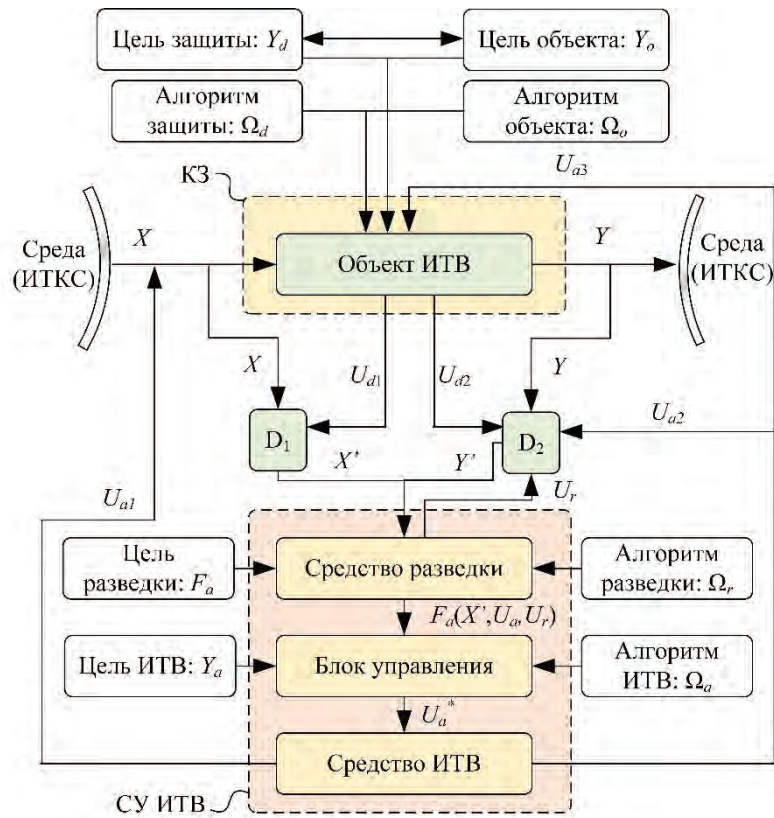 Цель защиты: Y_d
Цель объекта: Y_o
Алгоритм
защиты: Ω_d
Алгоритм
объекта: Ω_o
КЗ
U_a3
Среда
(ИТКС)
X
Объект ИТВ
Y
Среда
(ИТКС)
X
U_d1
U_d2
Y
D_1
D_2
U_a2
X’
Y’
U_a1
U_r
Цель
разведки: F_a
Средство разведки
Алгоритм
разведки: Ω_r
F_a(X’,U_a,U_r)
Цель ИТВ: Y_a
Блок управления
Алгоритм
ИТВ: Ω_a
U_a*
Средство ИТВ
СУ ИТВ